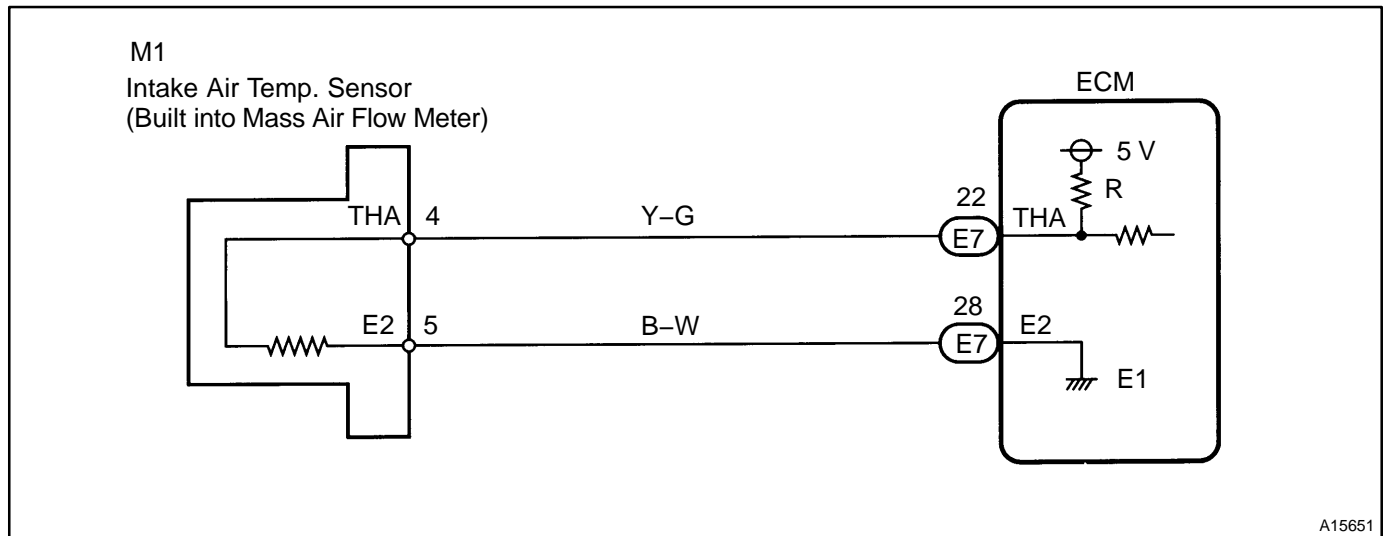 M1
Intake Air Temp. Sensor
(Built into Mass Air Flow Meter)
ECM
5 V
R
THA 4
Y–G
22
E7
THA
E2 5
B–W
28
E7
E2
E1
A15651